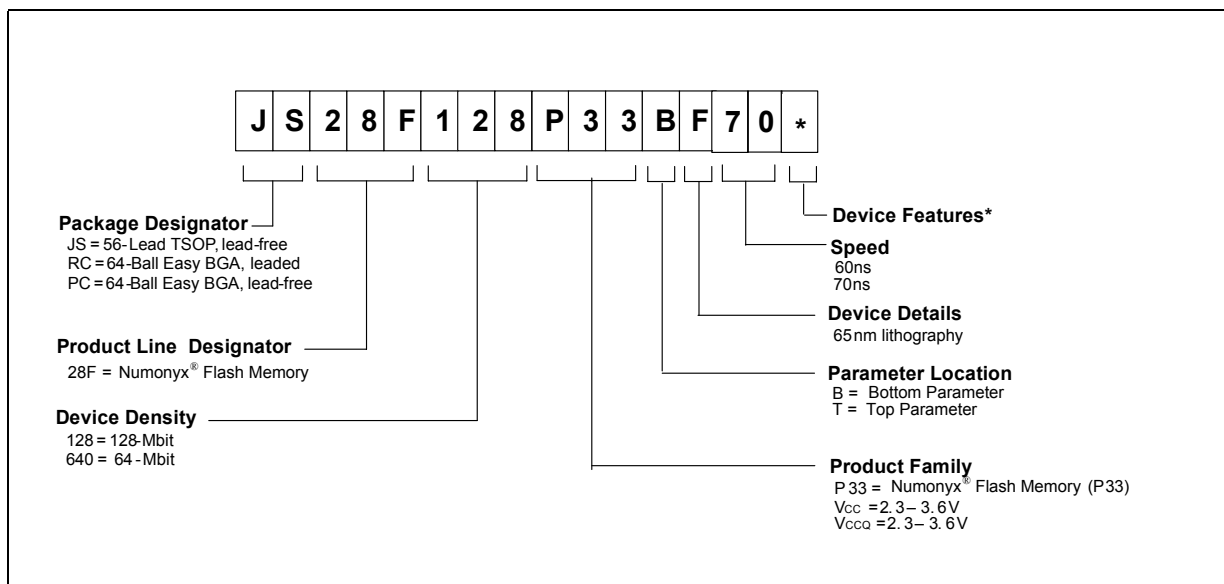 J S 2 8 F 1 2 8 P 3 3 B F 7 0 *
Package Designator
JS = 56-Lead TSOP, lead-free
RC = 64-Ball Easy BGA, leaded
PC = 64-Ball Easy BGA, lead-free
Product Line Designator
28F = Numonyx® Flash Memory
Device Density
128 = 128-Mbit
640 = 64-Mbit
Device Features*
Speed
60ns
70ns
Device Details
65nm lithography
Parameter Location
B = Bottom Parameter
T = Top Parameter
Product Family
P33 = Numonyx® Flash Memory (P33)
VCC = 2.3 – 3.6V
VCCQ = 2.3 – 3.6V